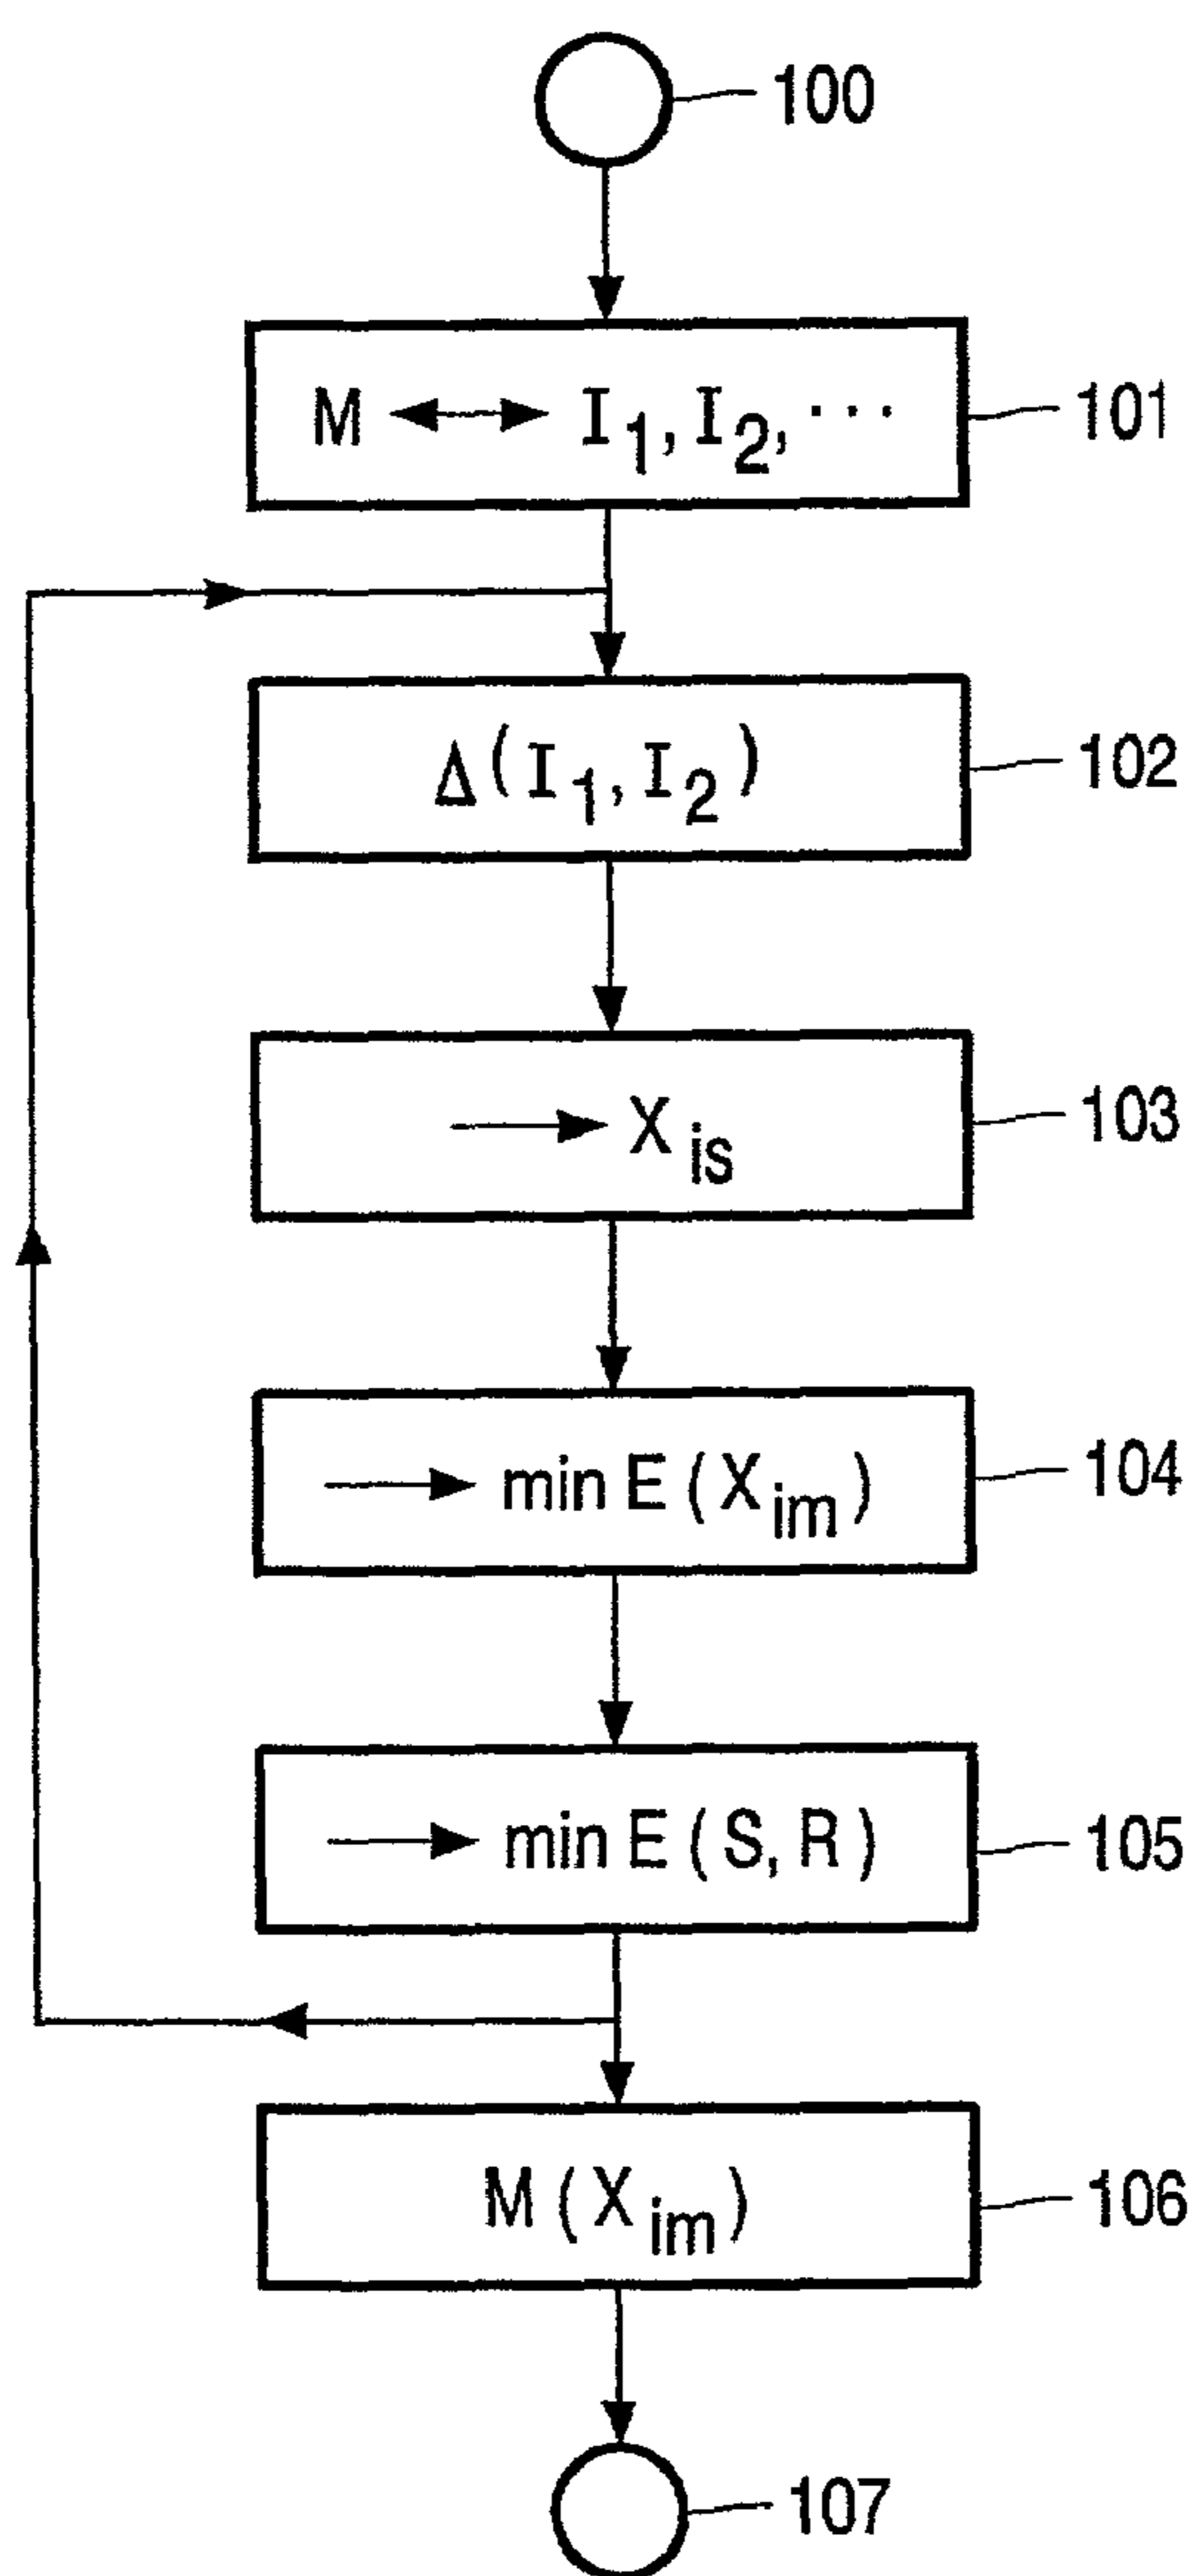 100
M ↔ I₁, I₂, ···
101
Δ(I₁, I₂)
102
→ Xᵢₛ
103
→ min E (Xᵢₘ)
104
→ min E (S, R)
105
M (Xᵢₘ)
106
107